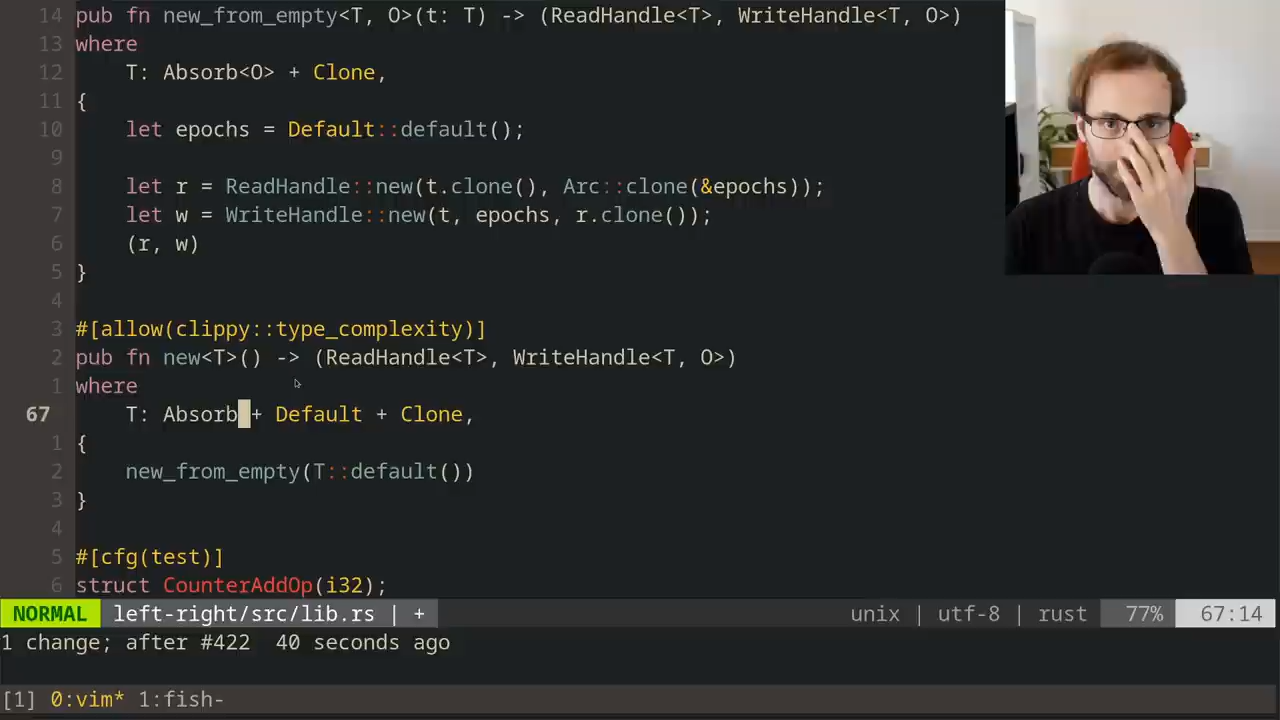 14 pub fn new_from_empty<T, O>(t: T) -> (ReadHandle<T>, WriteHandle<T, O>)
13 where
12     T: Absorb<O> + Clone,
11 {
10     let epochs = Default::default();
9
8     let r = ReadHandle::new(t.clone(), Arc::clone(&epochs));
7     let w = WriteHandle::new(t, epochs, r.clone());
6     (r, w)
5 }
4
3 #[allow(clippy::type_complexity)]
2 pub fn new<T>() -> (ReadHandle<T>, WriteHandle<T, O>)
1 where
67     T: Absorb + Default + Clone,
1 {
2     new_from_empty(T::default())
3 }
4
5 #[cfg(test)]
6 struct CounterAddOp(i32);
NORMAL left-right/src/lib.rs | + unix | utf-8 | rust 77% 67:14
1 change; after #422  40 seconds ago
[1] 0:vim* 1:fish-